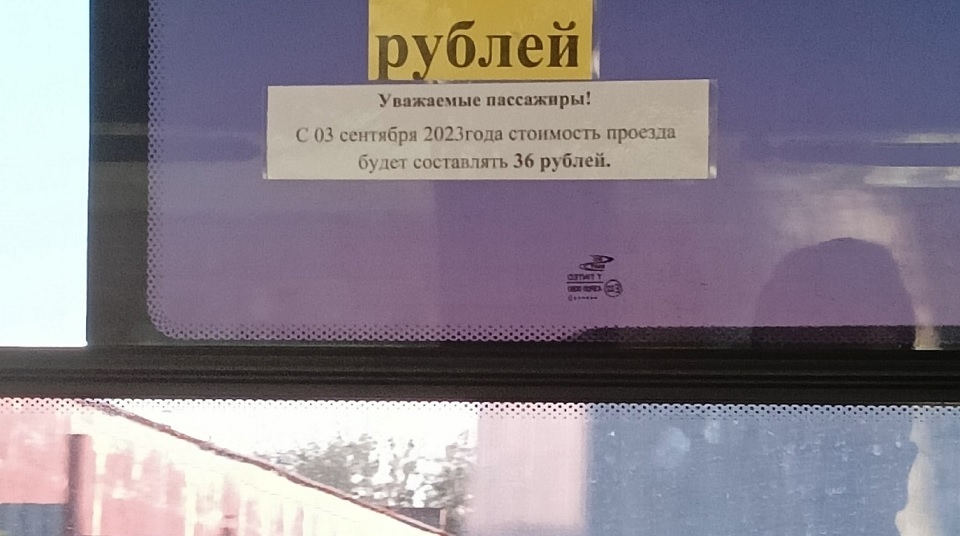 рублей
Уважаемые пассажиры!
С 03 сентября 2023года стоимость проезда
будет составлять 36 рублей.